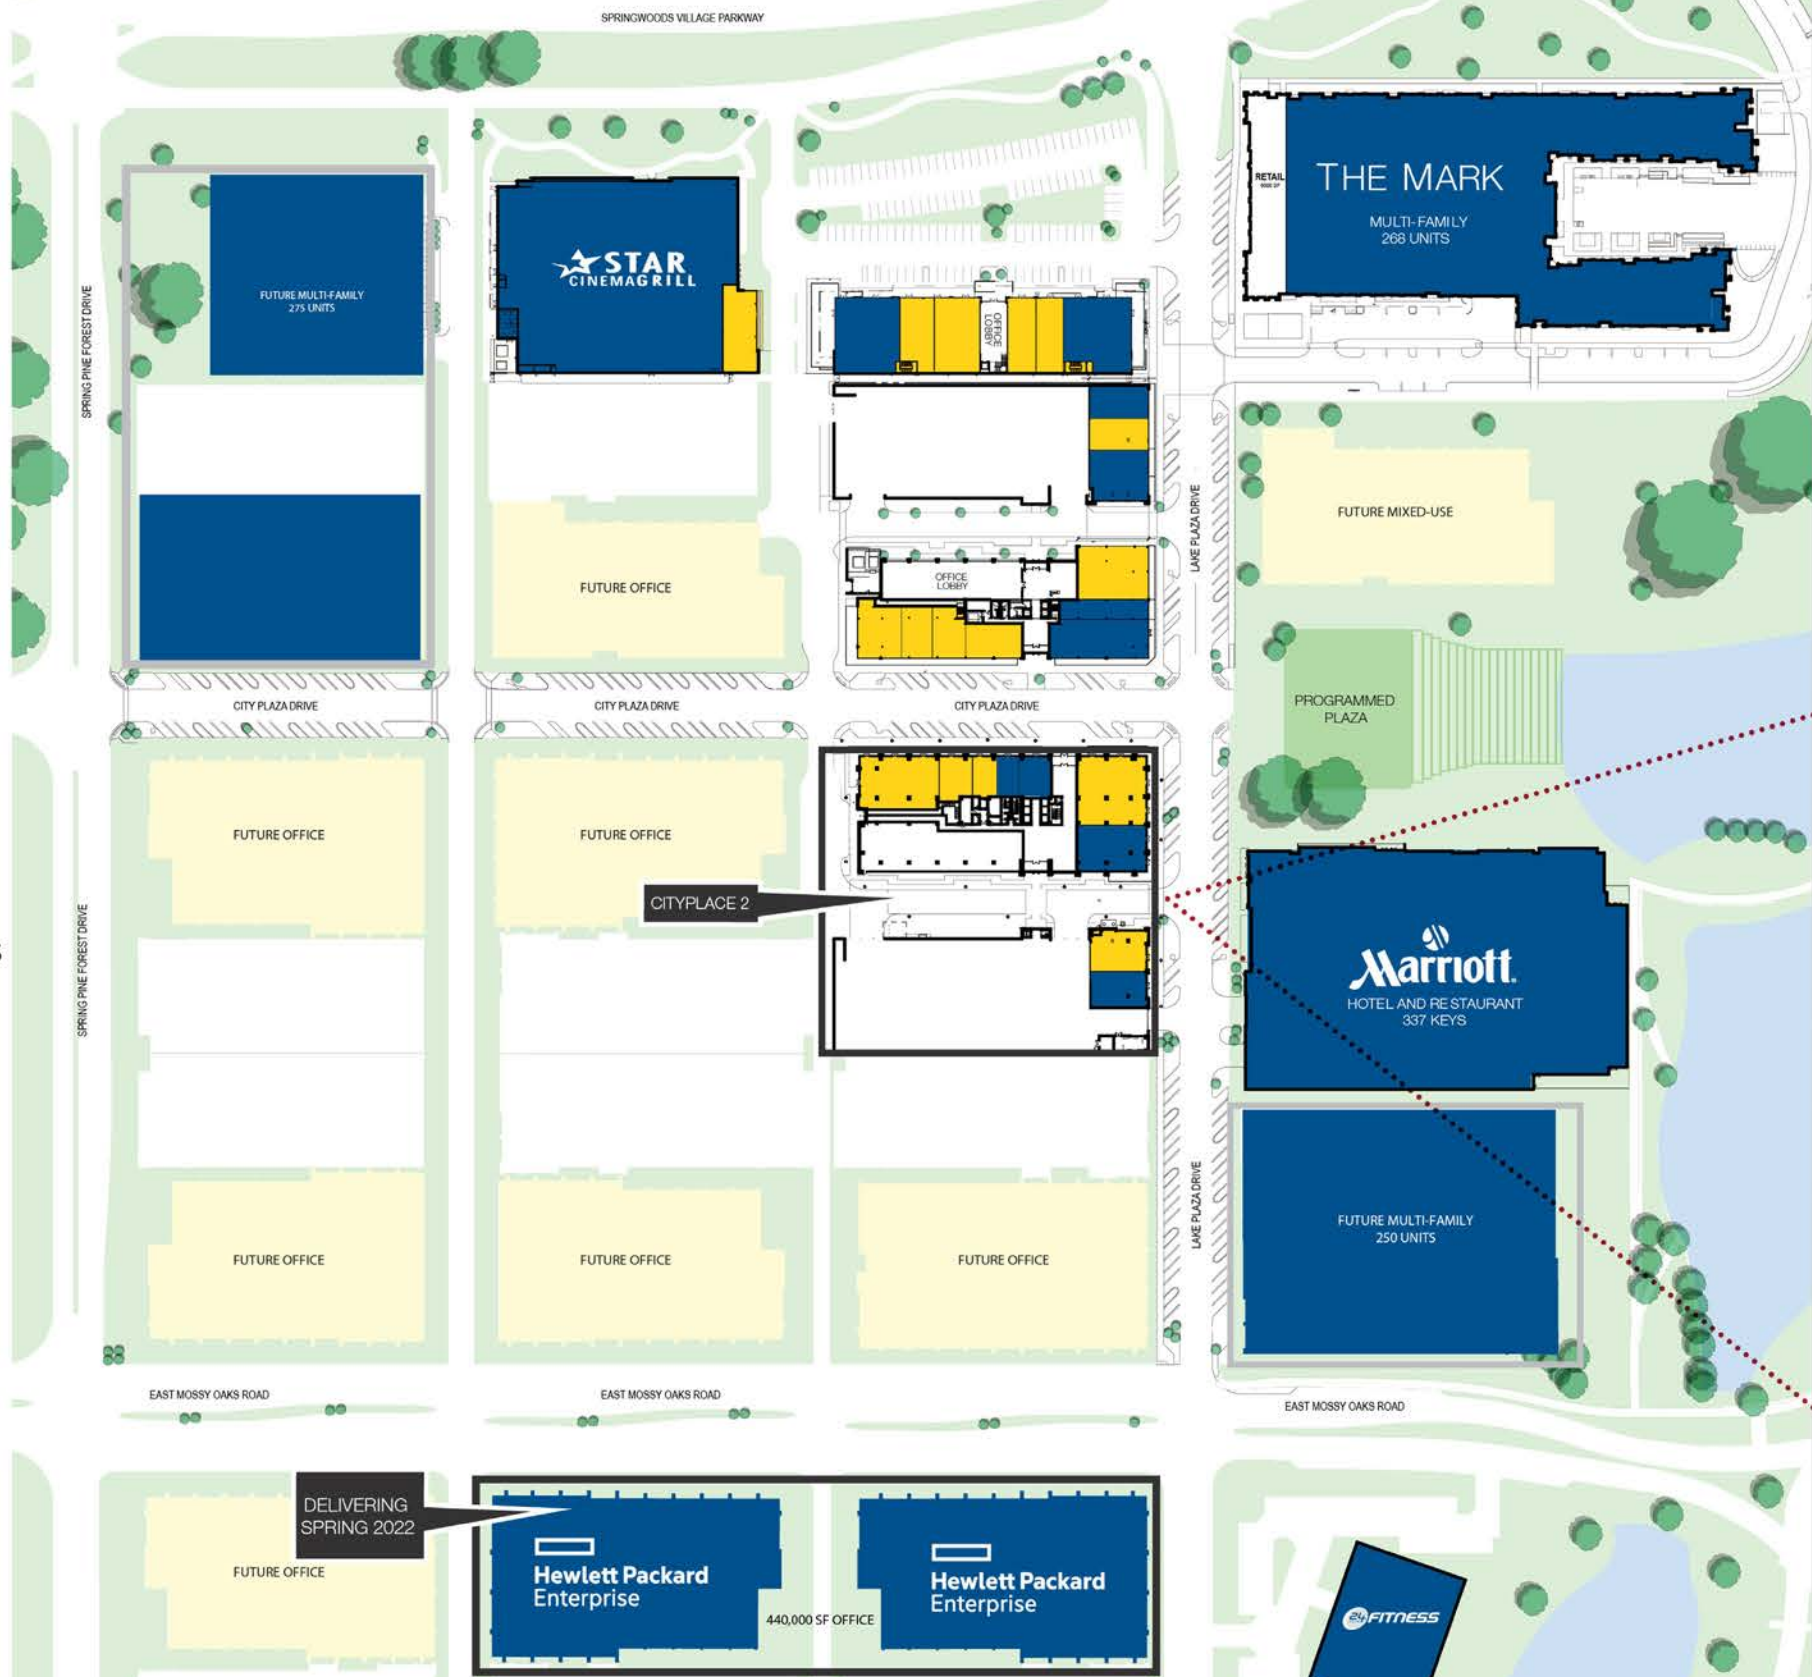 SPRINGWOODS VILLAGE PARKWAY
RETAIL
THE MARK
MULTI-FAMILY
268 UNITS
STAR
CINEMAGRILL
FUTURE MULTI-FAMILY
275 UNITS
OFFICE
LOBBY
SPRING PINE FOREST DRIVE
LAKE PLAZA DRIVE
FUTURE MIXED-USE
FUTURE OFFICE
OFFICE
LOBBY
PROGRAMMED
PLAZA
CITY PLAZA DRIVE
CITY PLAZA DRIVE
CITY PLAZA DRIVE
FUTURE OFFICE
FUTURE OFFICE
CITYPLACE 2
SPRING PINE FOREST DRIVE
Marriott.
HOTEL AND RESTAURANT
337 KEYS
LAKE PLAZA DRIVE
FUTURE MULTI-FAMILY
250 UNITS
FUTURE OFFICE
FUTURE OFFICE
FUTURE OFFICE
EAST MOSSY OAKS ROAD
EAST MOSSY OAKS ROAD
EAST MOSSY OAKS ROAD
DELIVERING
SPRING 2022
FUTURE OFFICE
Hewlett Packard
Enterprise
440,000 SF OFFICE
Hewlett Packard
Enterprise
24 FITNESS